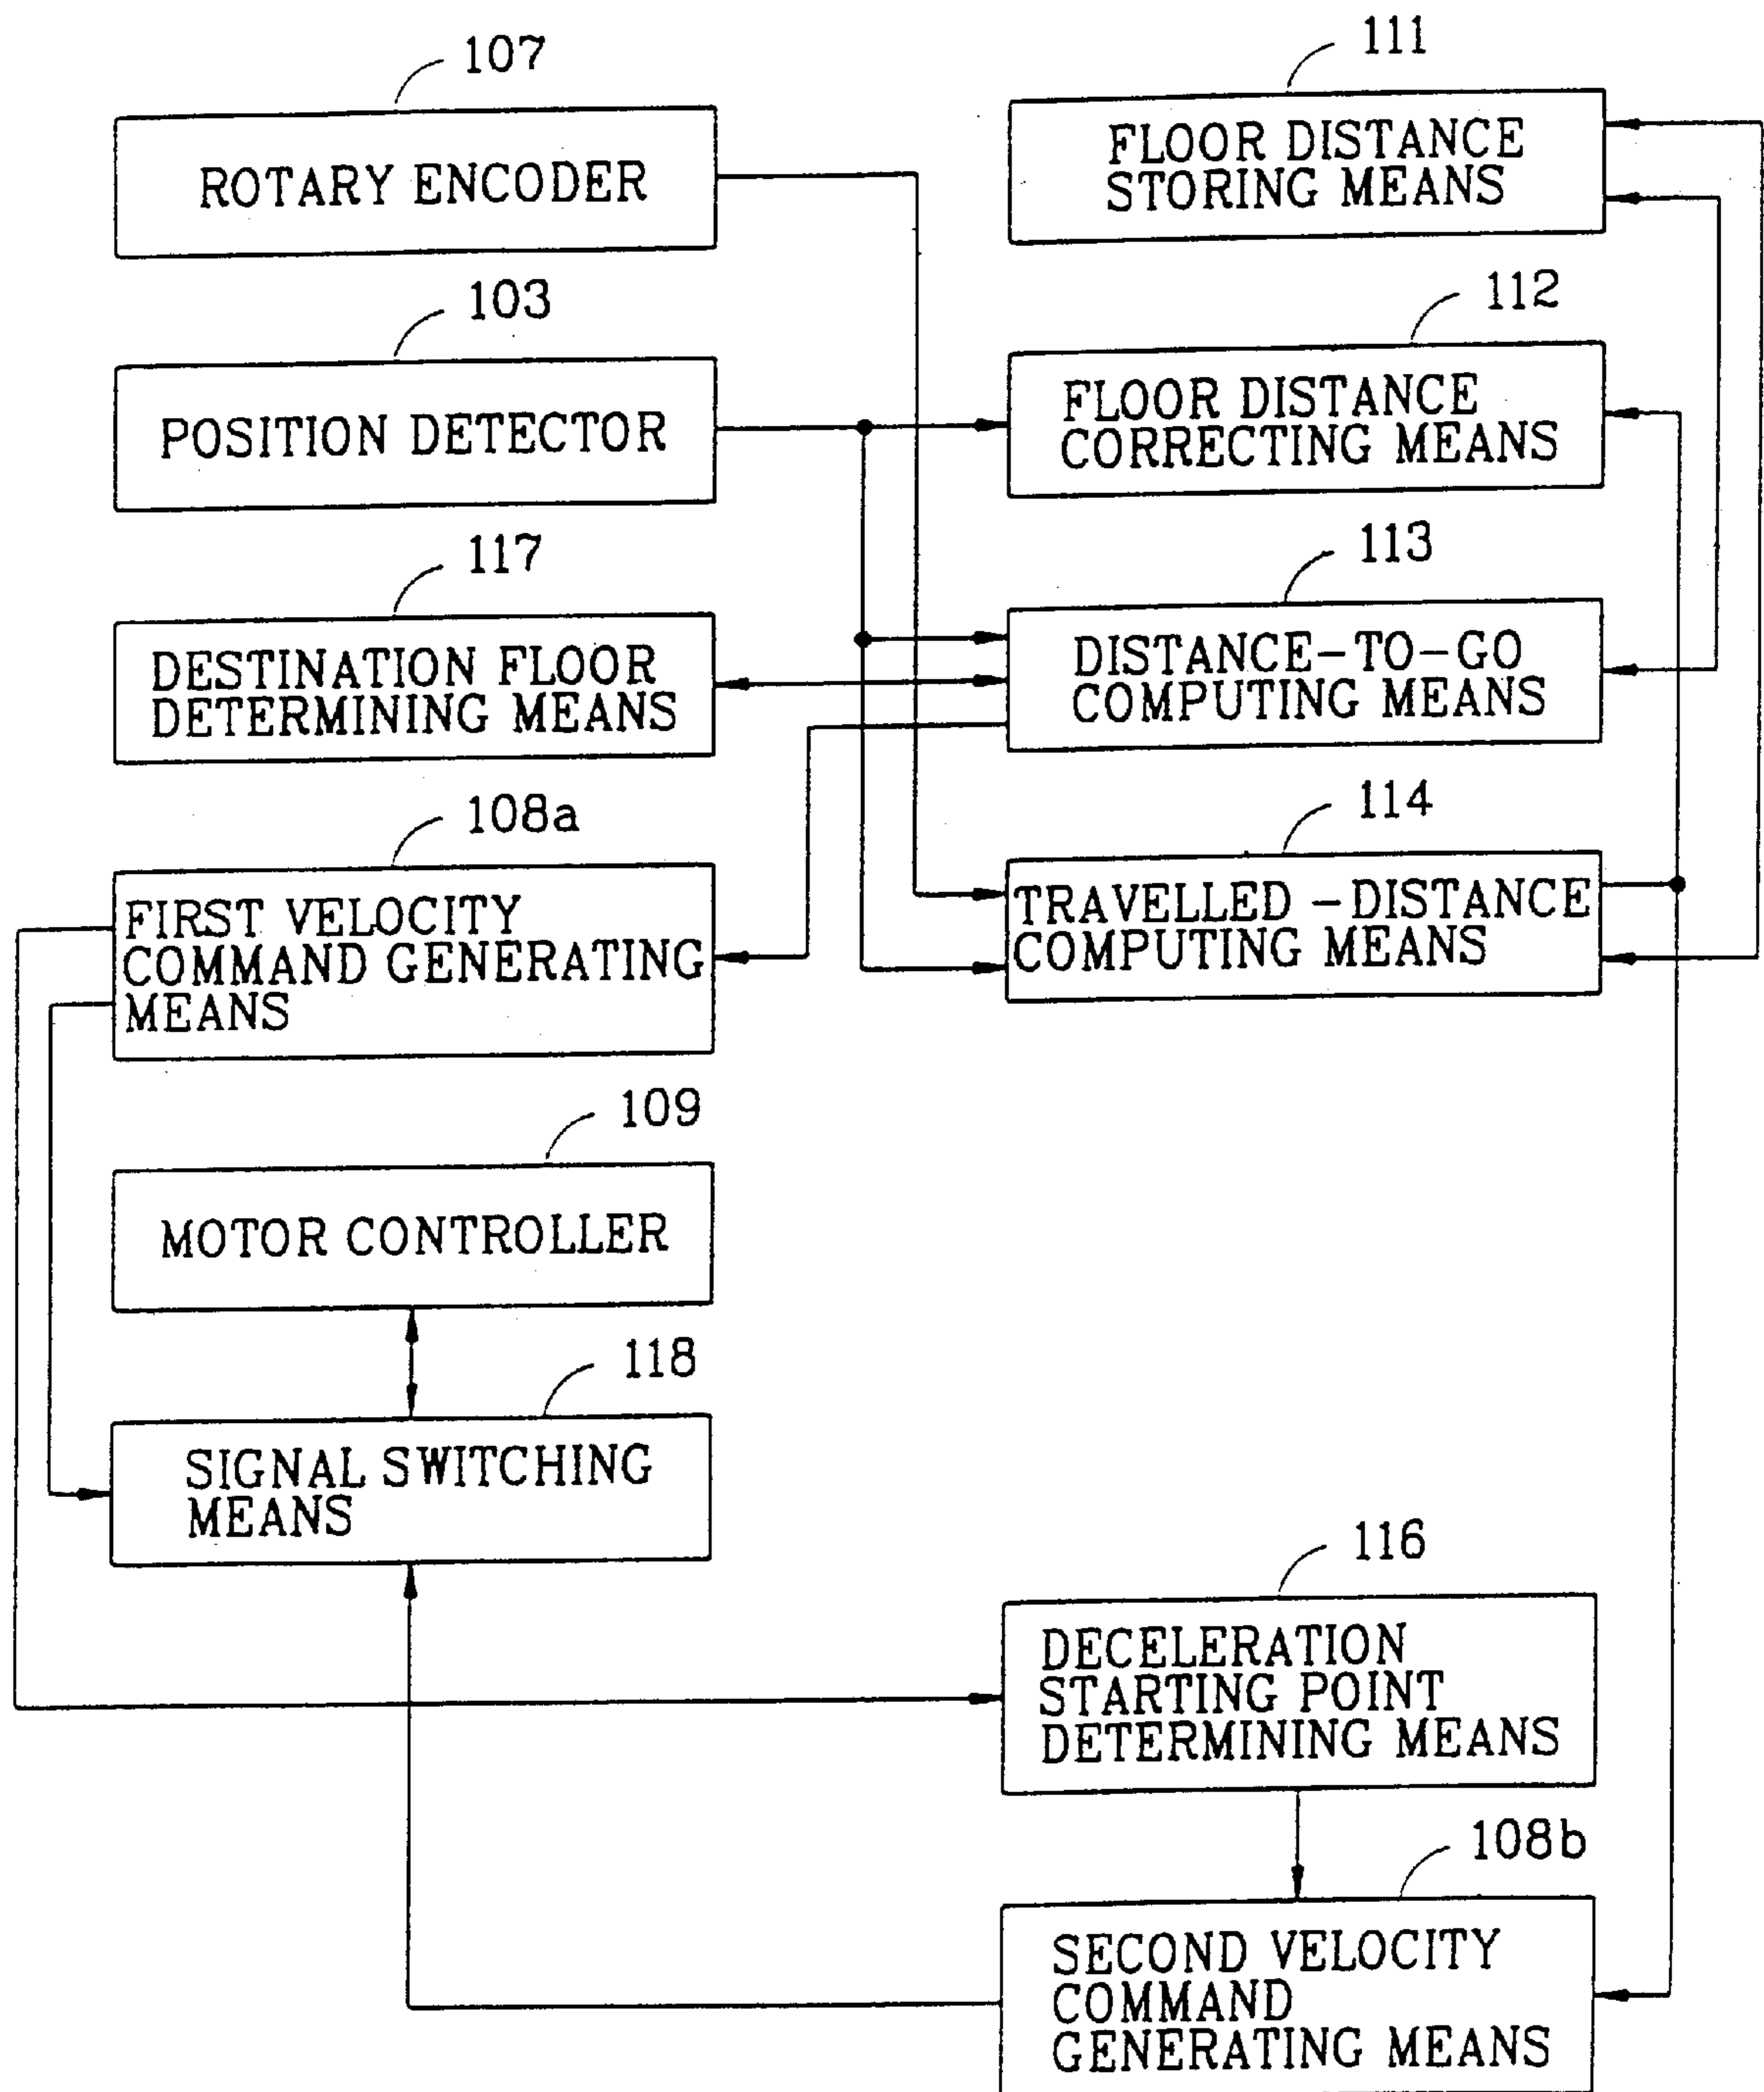 107
ROTARY ENCODER
111
FLOOR DISTANCE
STORING MEANS
103
POSITION DETECTOR
112
FLOOR DISTANCE
CORRECTING MEANS
117
DESTINATION FLOOR
DETERMINING MEANS
113
DISTANCE-TO-GO
COMPUTING MEANS
108a
FIRST VELOCITY
COMMAND GENERATING
MEANS
114
TRAVELLED -DISTANCE
COMPUTING MEANS
109
MOTOR CONTROLLER
118
SIGNAL SWITCHING
MEANS
116
DECELERATION
STARTING POINT
DETERMINING MEANS
108b
SECOND VELOCITY
COMMAND
GENERATING MEANS